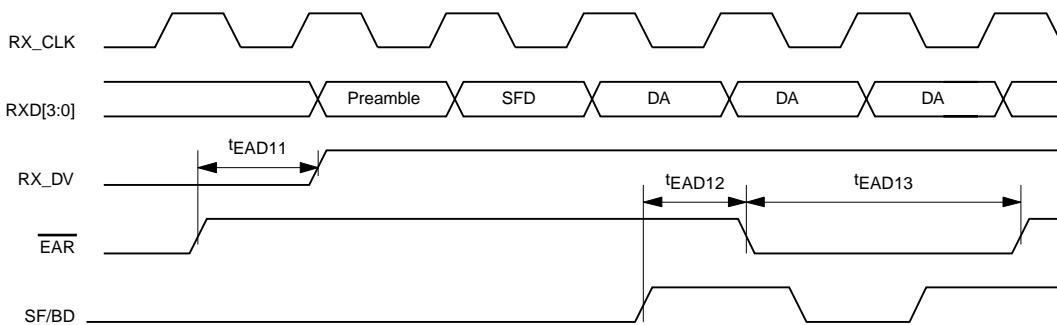 RX_CLK
RXD[3:0]
Preamble
SFD
DA
DA
DA
tEAD11
RX_DV
tEAD12
tEAD13
EAR
SF/BD